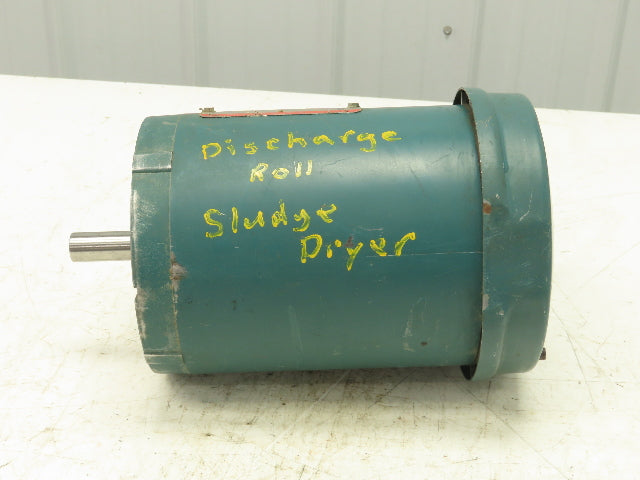 Discharge
Roll
Sludge
Dryer